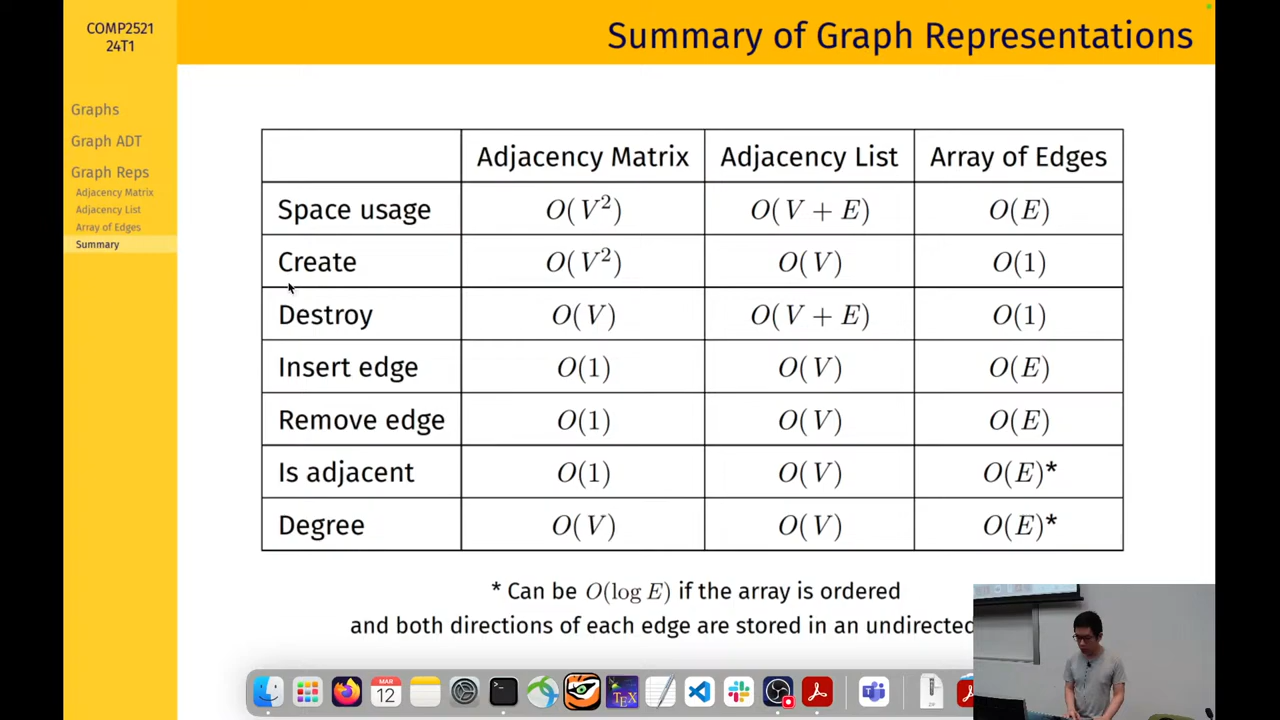 COMP2521
24T1
Summary of Graph Representations
Graphs
Graph ADT
Graph Reps
Adjacency Matrix
Adjacency List
Array of Edges
Summary
Adjacency Matrix Adjacency List Array of Edges
Space usage O(V²) O(V + E) O(E)
Create O(V²) O(V) O(1)
Destroy O(V) O(V + E) O(1)
Insert edge O(1) O(V) O(E)
Remove edge O(1) O(V) O(E)
Is adjacent O(1) O(V) O(E)*
Degree O(V) O(V) O(E)*
* Can be O(log E) if the array is ordered
and both directions of each edge are stored in an undirected
MAR
12
TEX